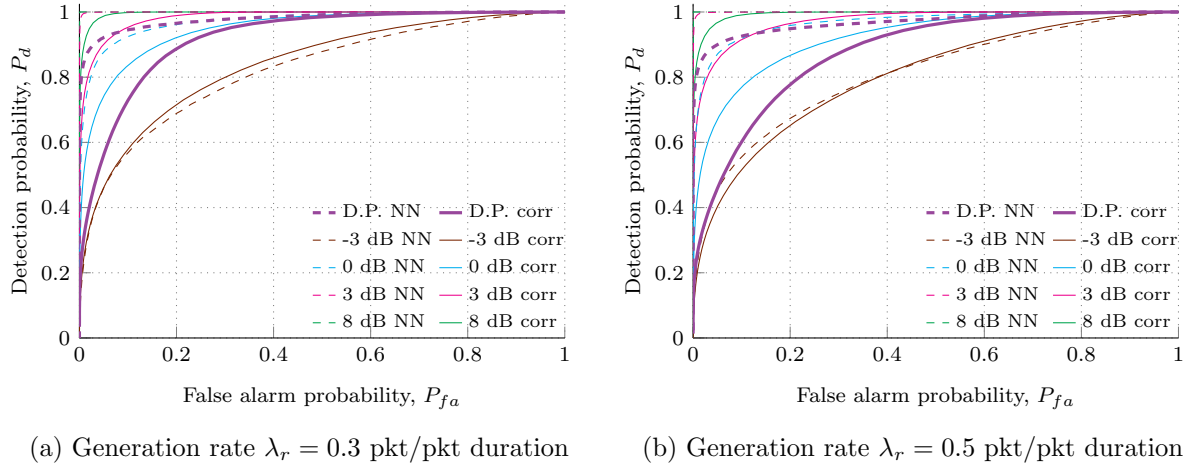 Detection probability, P_d
1
0.8
0.6
0.4
0.2
0
0 0.2 0.4 0.6 0.8 1
D.P. NN D.P. corr
-3 dB NN -3 dB corr
0 dB NN 0 dB corr
3 dB NN 3 dB corr
8 dB NN 8 dB corr
False alarm probability, P_{fa}
(a) Generation rate λ_r = 0.3 pkt/pkt duration
Detection probability, P_d
1
0.8
0.6
0.4
0.2
0
0 0.2 0.4 0.6 0.8 1
D.P. NN D.P. corr
-3 dB NN -3 dB corr
0 dB NN 0 dB corr
3 dB NN 3 dB corr
8 dB NN 8 dB corr
False alarm probability, P_{fa}
(b) Generation rate λ_r = 0.5 pkt/pkt duration